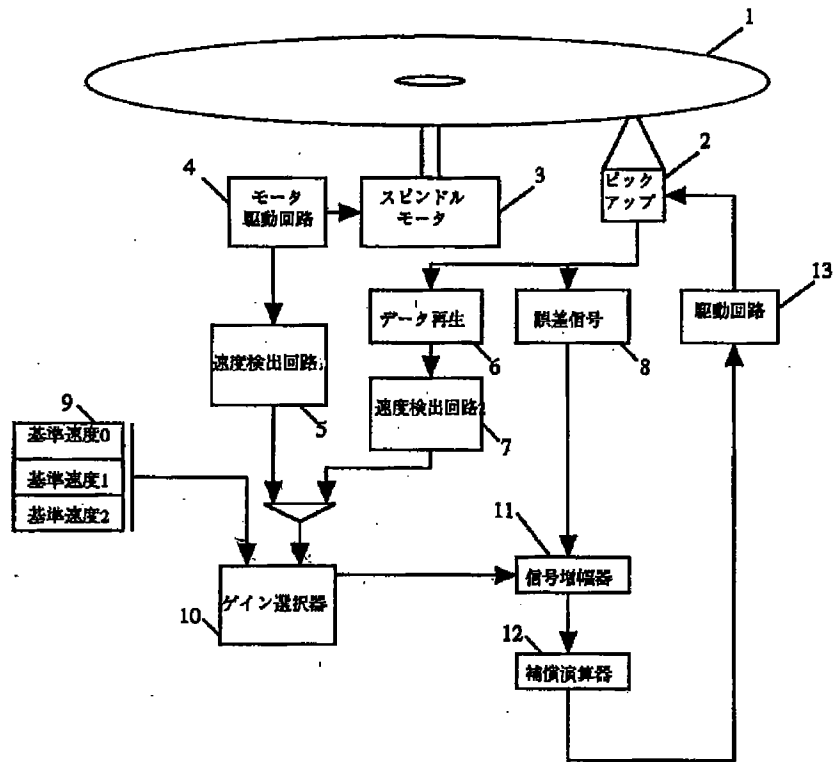 1
2
ピック
アップ
3
スピンドル
モータ
4
モータ
駆動回路
13
駆動回路
データ再生
6
誤差信号
8
速度検出回路1
5
速度検出回路2
7
9
基準速度0
基準速度1
基準速度2
11
信号増幅器
ゲイン選択器
10
12
補償演算器